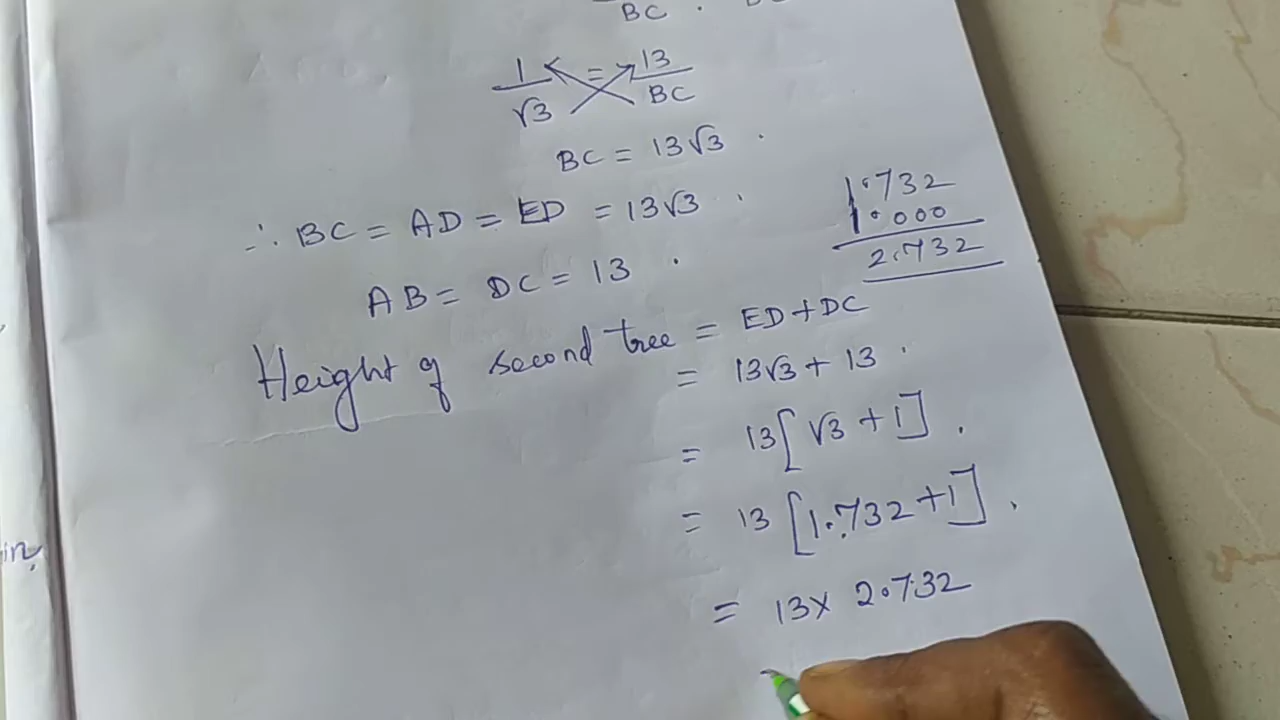 BC
1/√3 = 13/BC
BC = 13√3 .
∴ BC = AD = ED = 13√3 .
1.732
1.000
2.732
AB = DC = 13 .
Height of second tree = ED + DC
= 13√3 + 13 .
= 13[√3 + 1] .
= 13 [1.732 + 1] .
= 13 x 2.732